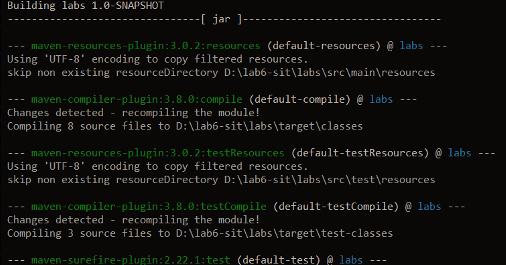 Building labs 1.0-SNAPSHOT
--------------------------------[ jar ]---------------------------------
--- maven-resources-plugin:3.0.2:resources (default-resources) @ labs ---
Using 'UTF-8' encoding to copy filtered resources.
skip non existing resourceDirectory D:\lab6-sit\labs\src\main\resources
--- maven-compiler-plugin:3.8.0:compile (default-compile) @ labs ---
Changes detected - recompiling the module!
Compiling 8 source files to D:\lab6-sit\labs\target\classes
--- maven-resources-plugin:3.0.2:testResources (default-testResources) @ labs ---
Using 'UTF-8' encoding to copy filtered resources.
skip non existing resourceDirectory D:\lab6-sit\labs\src\test\resources
--- maven-compiler-plugin:3.8.0:testCompile (default-testCompile) @ labs ---
Changes detected - recompiling the module!
Compiling 3 source files to D:\lab6-sit\labs\target\test-classes
--- maven-surefire-plugin:2.22.1:test (default-test) @ labs ---